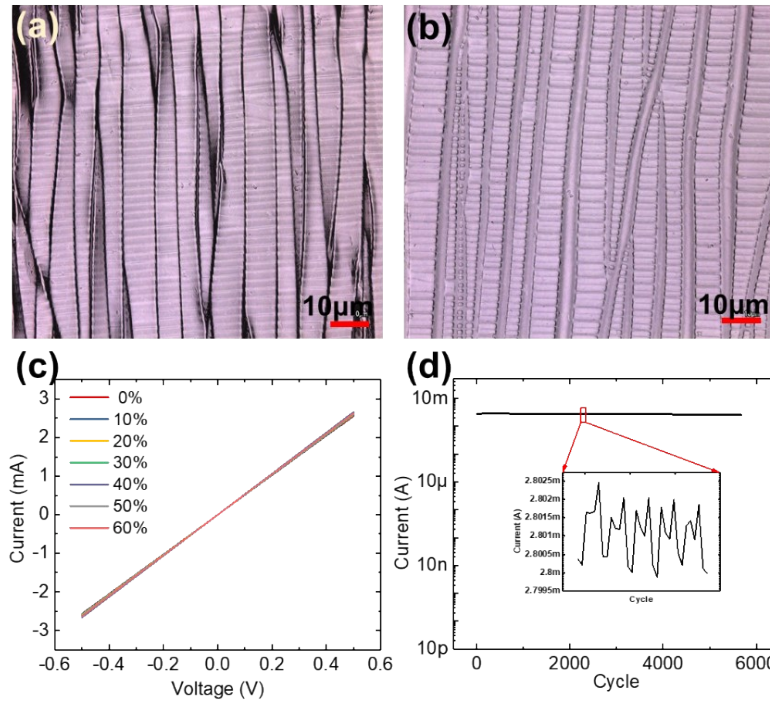 (a)
10μm
(b)
10μm
(c)
3
2
1
0
-1
-2
-3
Current (mA)
0%
10%
20%
30%
40%
50%
60%
-0.6
-0.4
-0.2
0.0
0.2
0.4
0.6
Voltage (V)
(d)
10m
10μ
10n
10p
Current (A)
2.8025m
2.802m
2.8015m
2.801m
2.8005m
2.8m
2.7995m
Current (A)
Cycle
0
2000
4000
6000
Cycle